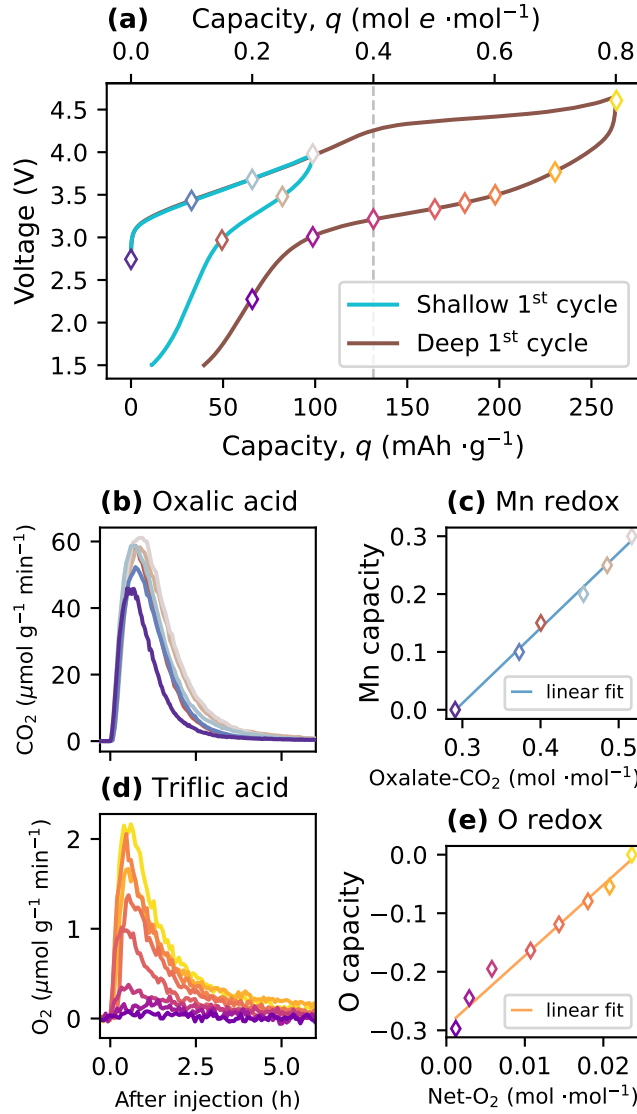 (a) Capacity, q (mol e ·mol⁻¹)
0.0 0.2 0.4 0.6 0.8
Voltage (V)
4.5
4.0
3.5
3.0
2.5
2.0
1.5
Shallow 1ˢᵗ cycle
Deep 1ˢᵗ cycle
0 50 100 150 200 250
Capacity, q (mAh ·g⁻¹)
(b) Oxalic acid
CO₂ (μmol g⁻¹ min⁻¹)
60
40
20
0
(c) Mn redox
Mn capacity
0.3
0.2
0.1
0.0
linear fit
0.3 0.4 0.5
Oxalate-CO₂ (mol ·mol⁻¹)
(d) Triflic acid
O₂ (μmol g⁻¹ min⁻¹)
2
1
0
0.0 2.5 5.0
After injection (h)
(e) O redox
O capacity
0.0
−0.1
−0.2
−0.3
linear fit
0.00 0.01 0.02
Net-O₂ (mol ·mol⁻¹)